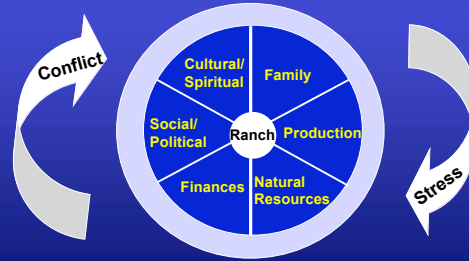 Conflict
Cultural/
Spiritual
Family
Social/
Political
Ranch
Production
Finances
Natural
Resources
Stress